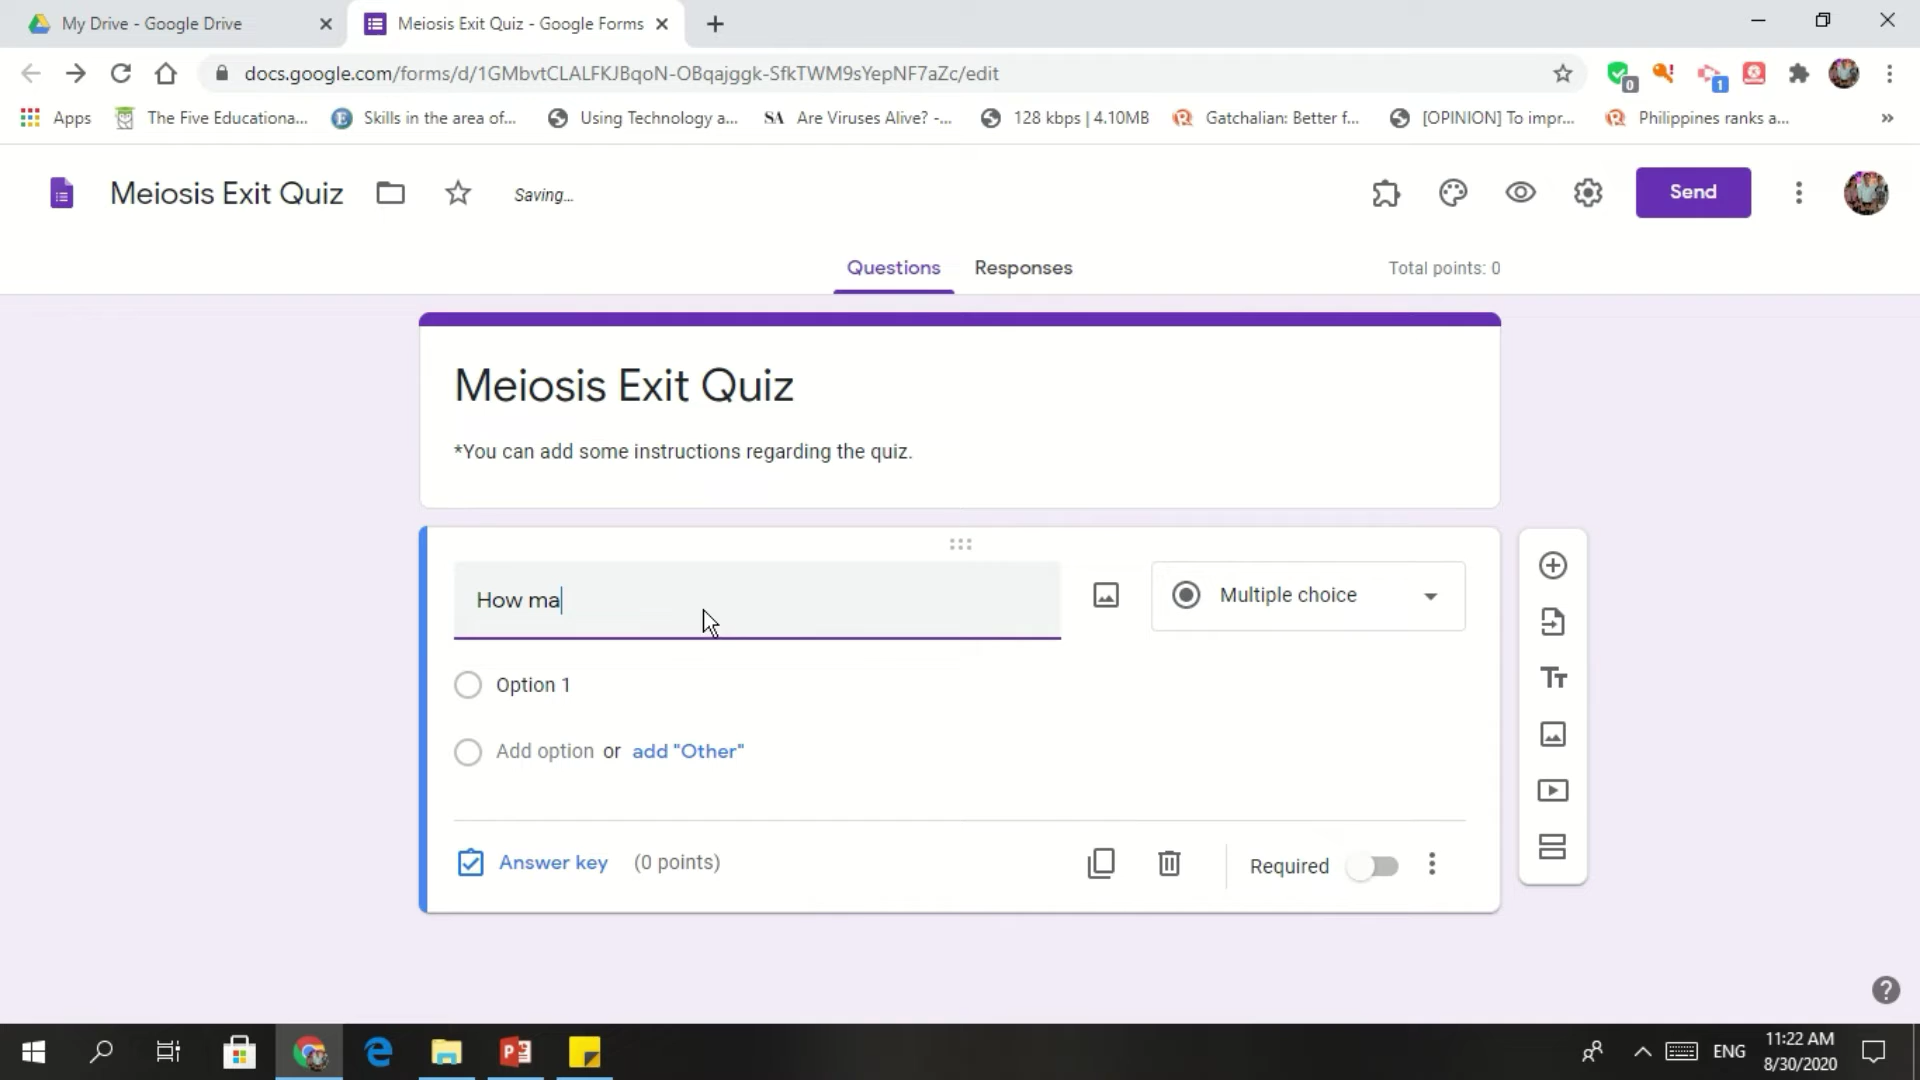 My Drive - Google Drive
Meiosis Exit Quiz - Google Forms
docs.google.com/forms/d/1GMbvtCLALFKJBqoN-OBqajggk-SfkTWM9sYepNF7aZc/edit
0
1
Apps
The Five Educationa...
E
Skills in the area of...
Using Technology a...
SA
Are Viruses Alive? -...
128 kbps | 4.10MB
Gatchalian: Better f...
[OPINION] To impr...
Philippines ranks a...
»
Meiosis Exit Quiz
Saving...
Send
Questions
Responses
Total points: 0
Meiosis Exit Quiz
*You can add some instructions regarding the quiz.
How ma
Multiple choice
Option 1
Add option or add "Other"
Answer key
(0 points)
Required
Tт
?
ENG
11:22 AM
8/30/2020